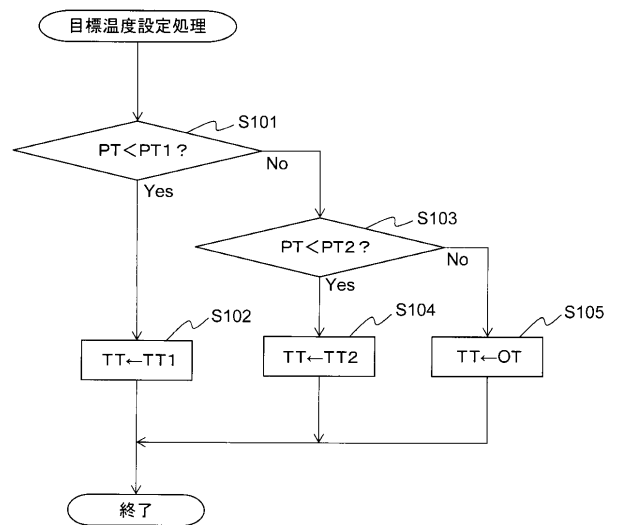 目標温度設定処理
S101
PT＜PT1？
No
Yes
S103
PT＜PT2？
No
Yes
S102
S104
S105
TT←TT1
TT←TT2
TT←OT
終了